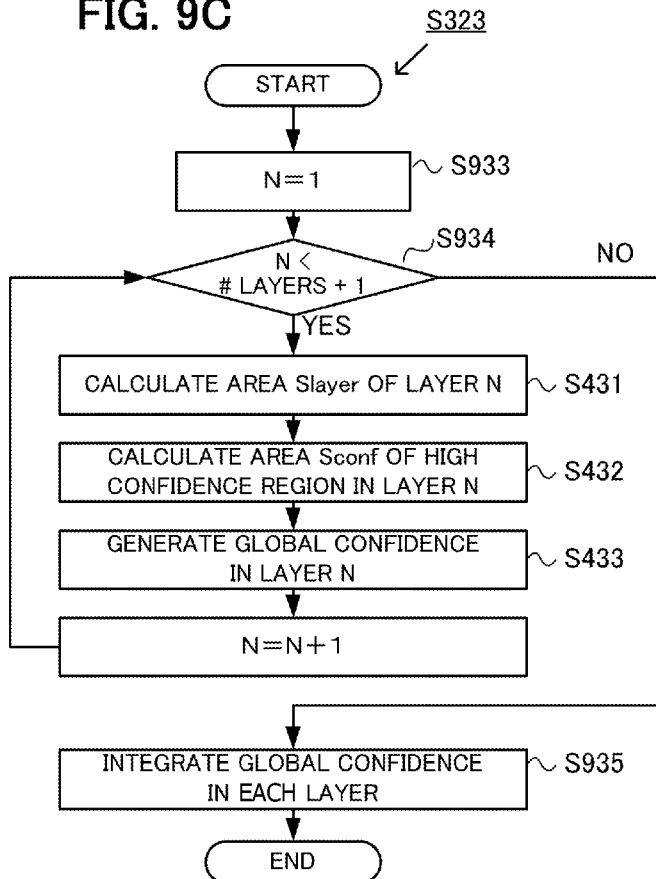 FIG. 9C
S323
START
N=1
S933
S934
N <
# LAYERS + 1
NO
YES
CALCULATE AREA Slayer OF LAYER N
S431
CALCULATE AREA Sconf OF HIGH
CONFIDENCE REGION IN LAYER N
S432
GENERATE GLOBAL CONFIDENCE
IN LAYER N
S433
N=N+1
INTEGRATE GLOBAL CONFIDENCE
IN EACH LAYER
S935
END